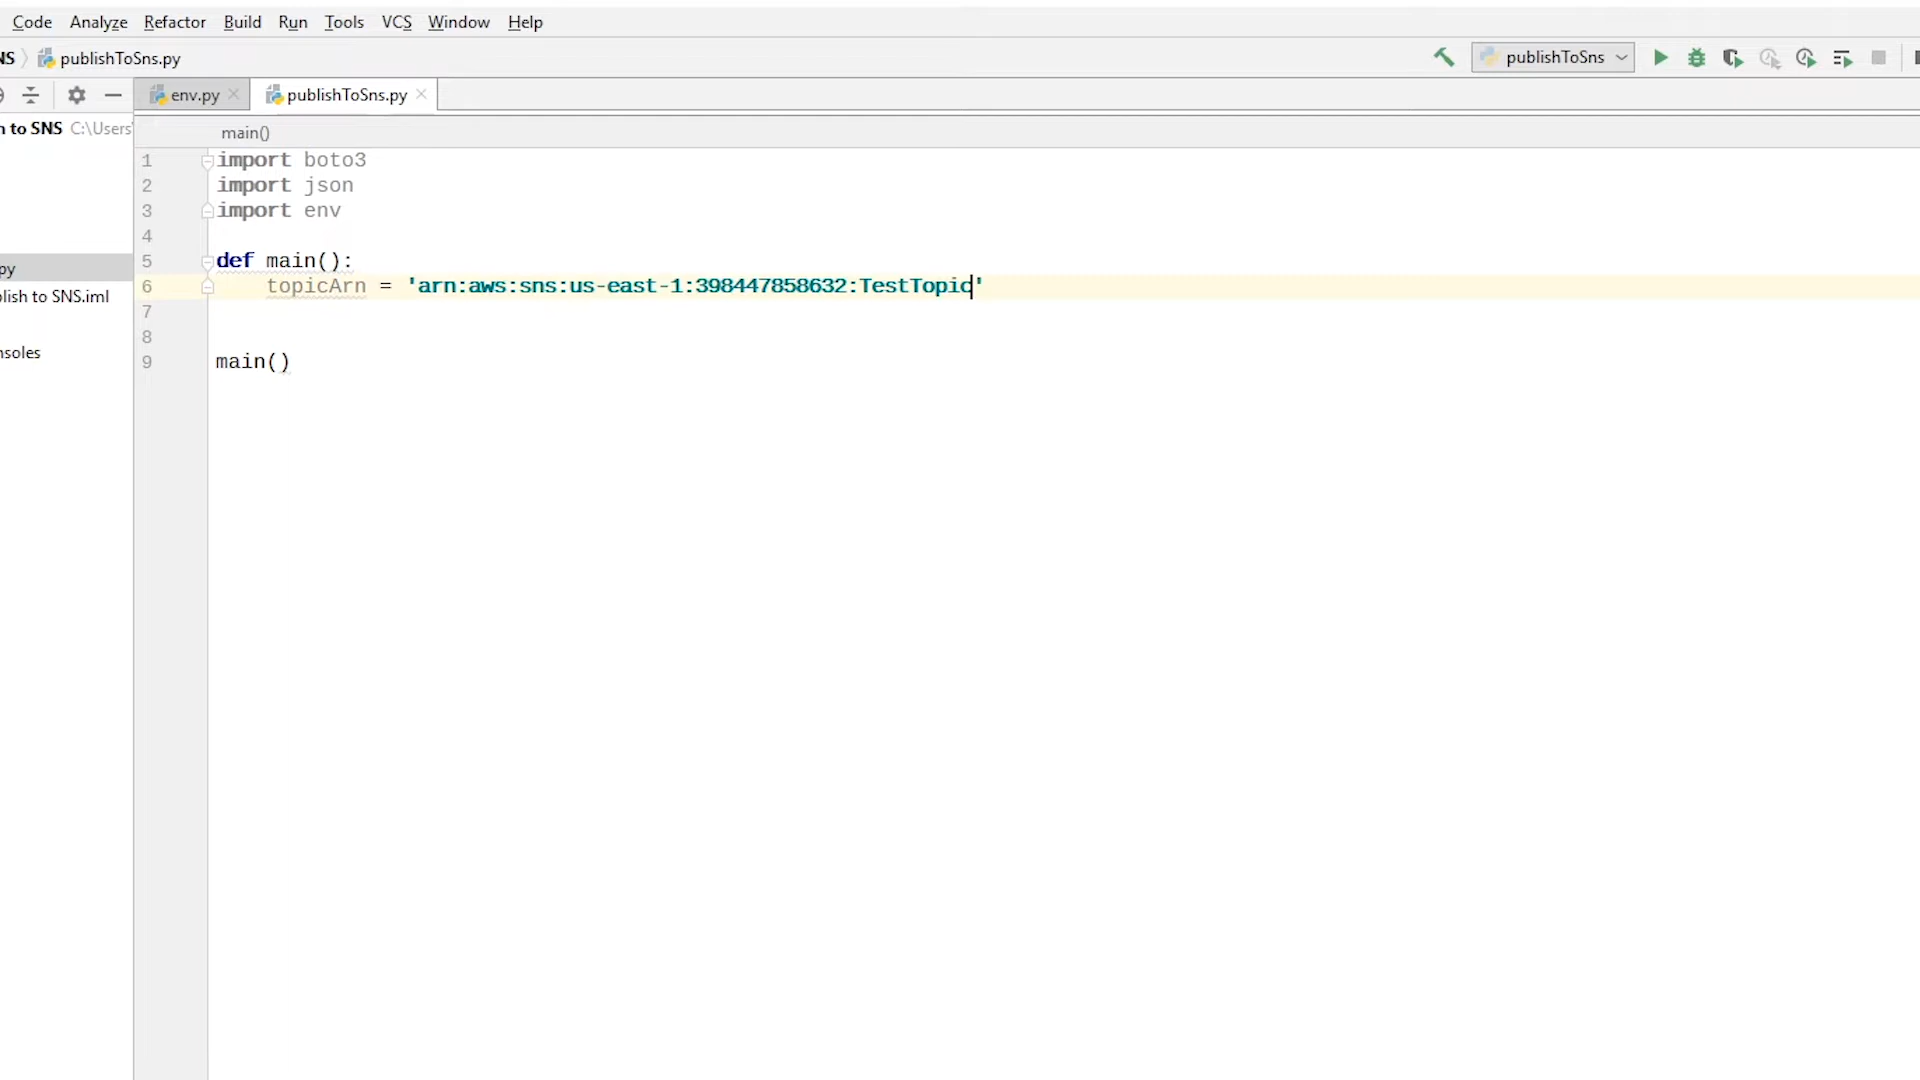 Code Analyze Refactor Build Run Tools VCS Window Help
NS publishToSns.py publishToSns
env.py publishToSns.py
n to SNS C:\Users
main()
1 import boto3
2 import json
3 import env
4
5 def main():
6 topicArn = 'arn:aws:sns:us-east-1:398447858632:TestTopic'
7
8
9 main()
py
lish to SNS.iml
nsoles